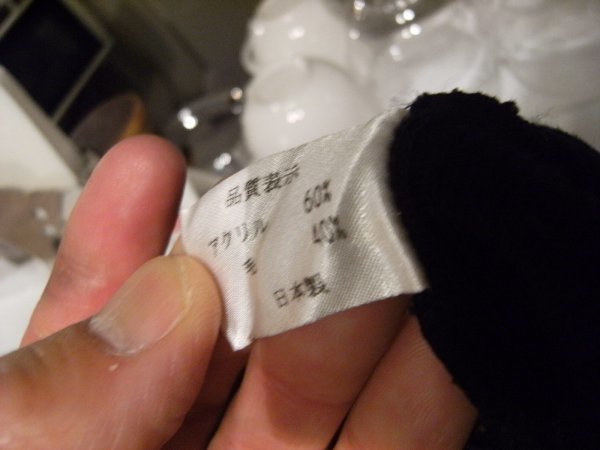 品質表示
アクリル 60%
毛 40%
日本製